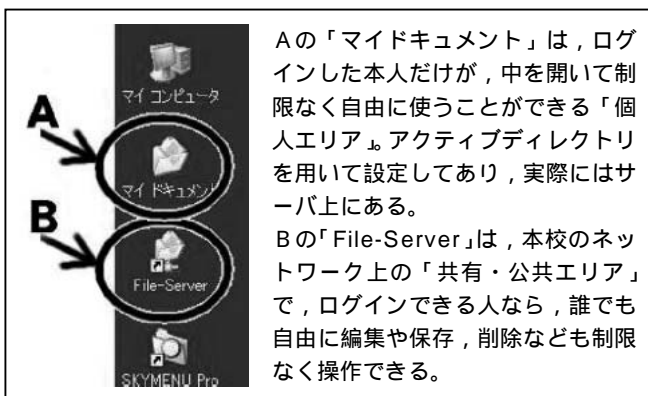 マイ コンピュータ
A
マイ ドキュメント
B
File-Server
SKYMENU Pro
Aの「マイドキュメント」は，ログ
インした本人だけが，中を開いて制
限なく自由に使うことができる「個
人エリア」。アクティブディレクトリ
を用いて設定してあり，実際にはサ
ーバ上にある。
Bの「File-Server」は，本校のネッ
トワーク上の「共有・公共エリア」
で，ログインできる人なら，誰でも
自由に編集や保存，削除なども制限
なく操作できる。